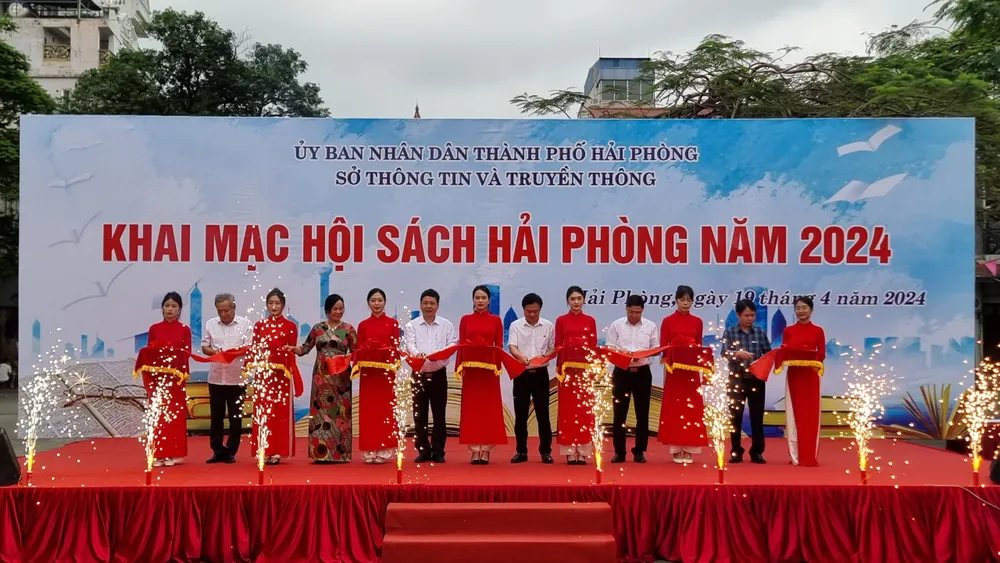 ỦY BAN NHÂN DÂN THÀNH PHỐ HẢI PHÒNG
SỞ THÔNG TIN VÀ TRUYỀN THÔNG
KHAI MẠC HỘI SÁCH HẢI PHÒNG NĂM 2024
Hải Phòng, ngày 19 tháng 4 năm 2024